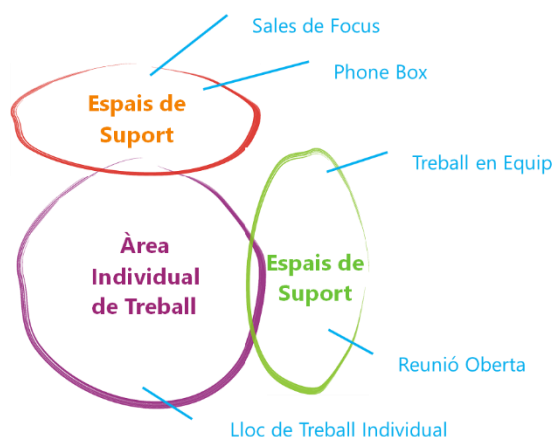 Sales de Focus
Phone Box
Espais de
Suport
Treball en Equip
Àrea
Individual
de Treball
Espais de
Suport
Reunió Oberta
Lloc de Treball Individual